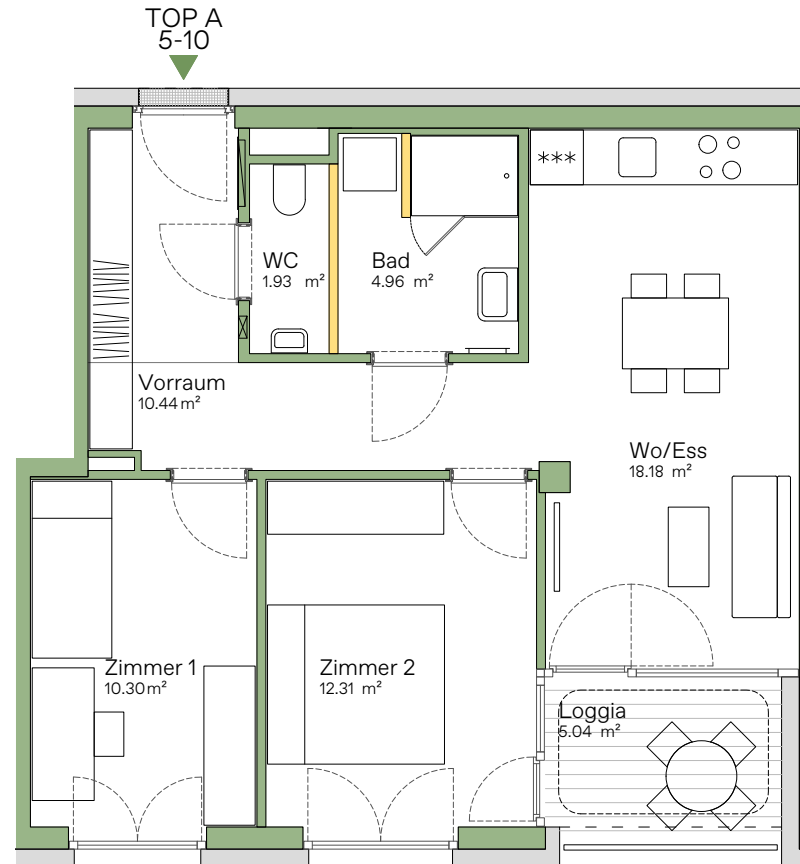 TOP A
5-10
***
WC
1.93 m²
Bad
4.96 m²
Vorraum
10.44 m²
Wo/Ess
18.18 m²
Zimmer 1
10.30 m²
Zimmer 2
12.31 m²
Loggia
5.04 m²